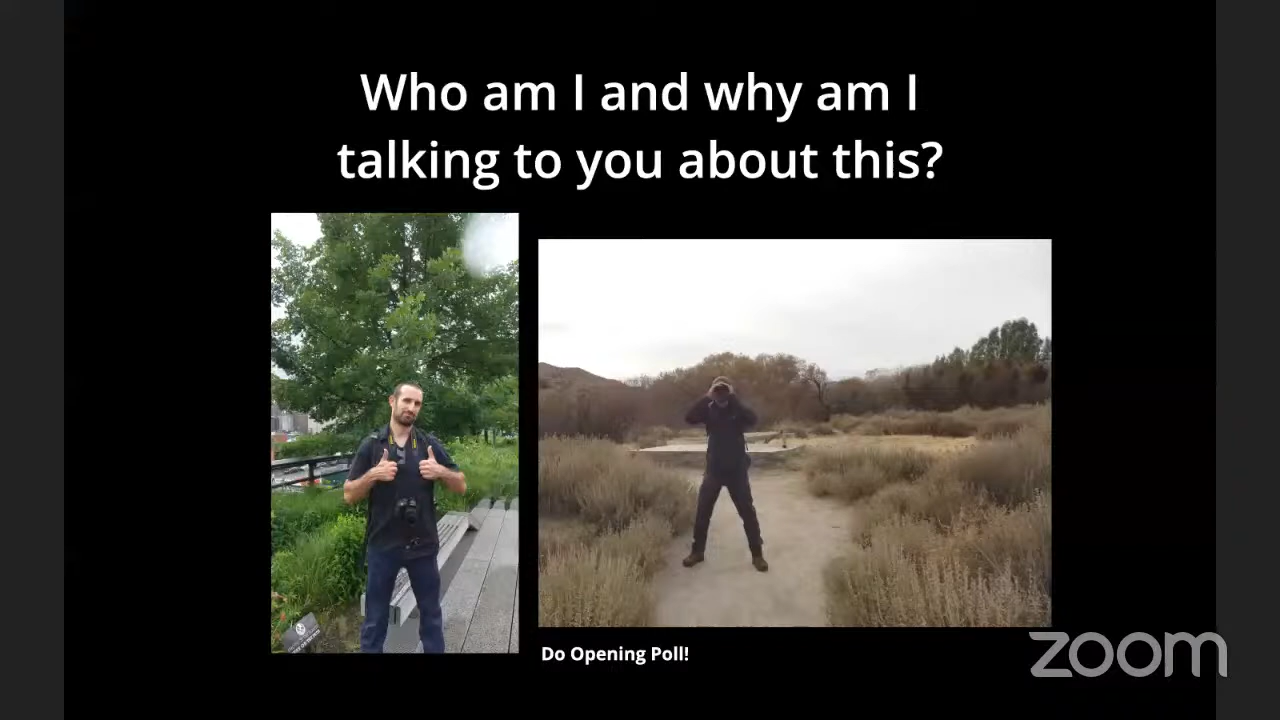 Who am I and why am I
talking to you about this?
Do Opening Poll!
zoom